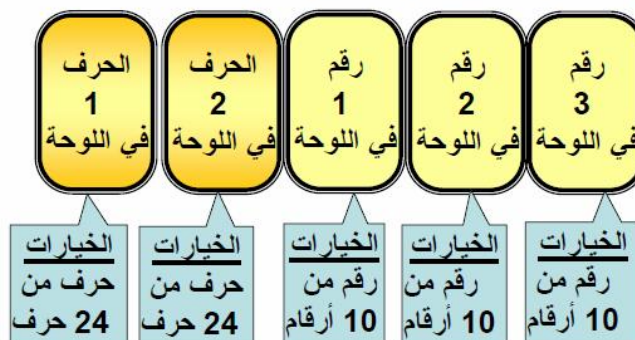 الحرف
1
في اللوحة
الحرف
2
في اللوحة
رقم
1
في اللوحة
رقم
2
في اللوحة
رقم
3
في اللوحة
الخيارات
حرف من
24 حرف
الخيارات
حرف من
24 حرف
الخيارات
رقم من
10 أرقام
الخيارات
رقم من
10 أرقام
الخيارات
رقم من
10 أرقام